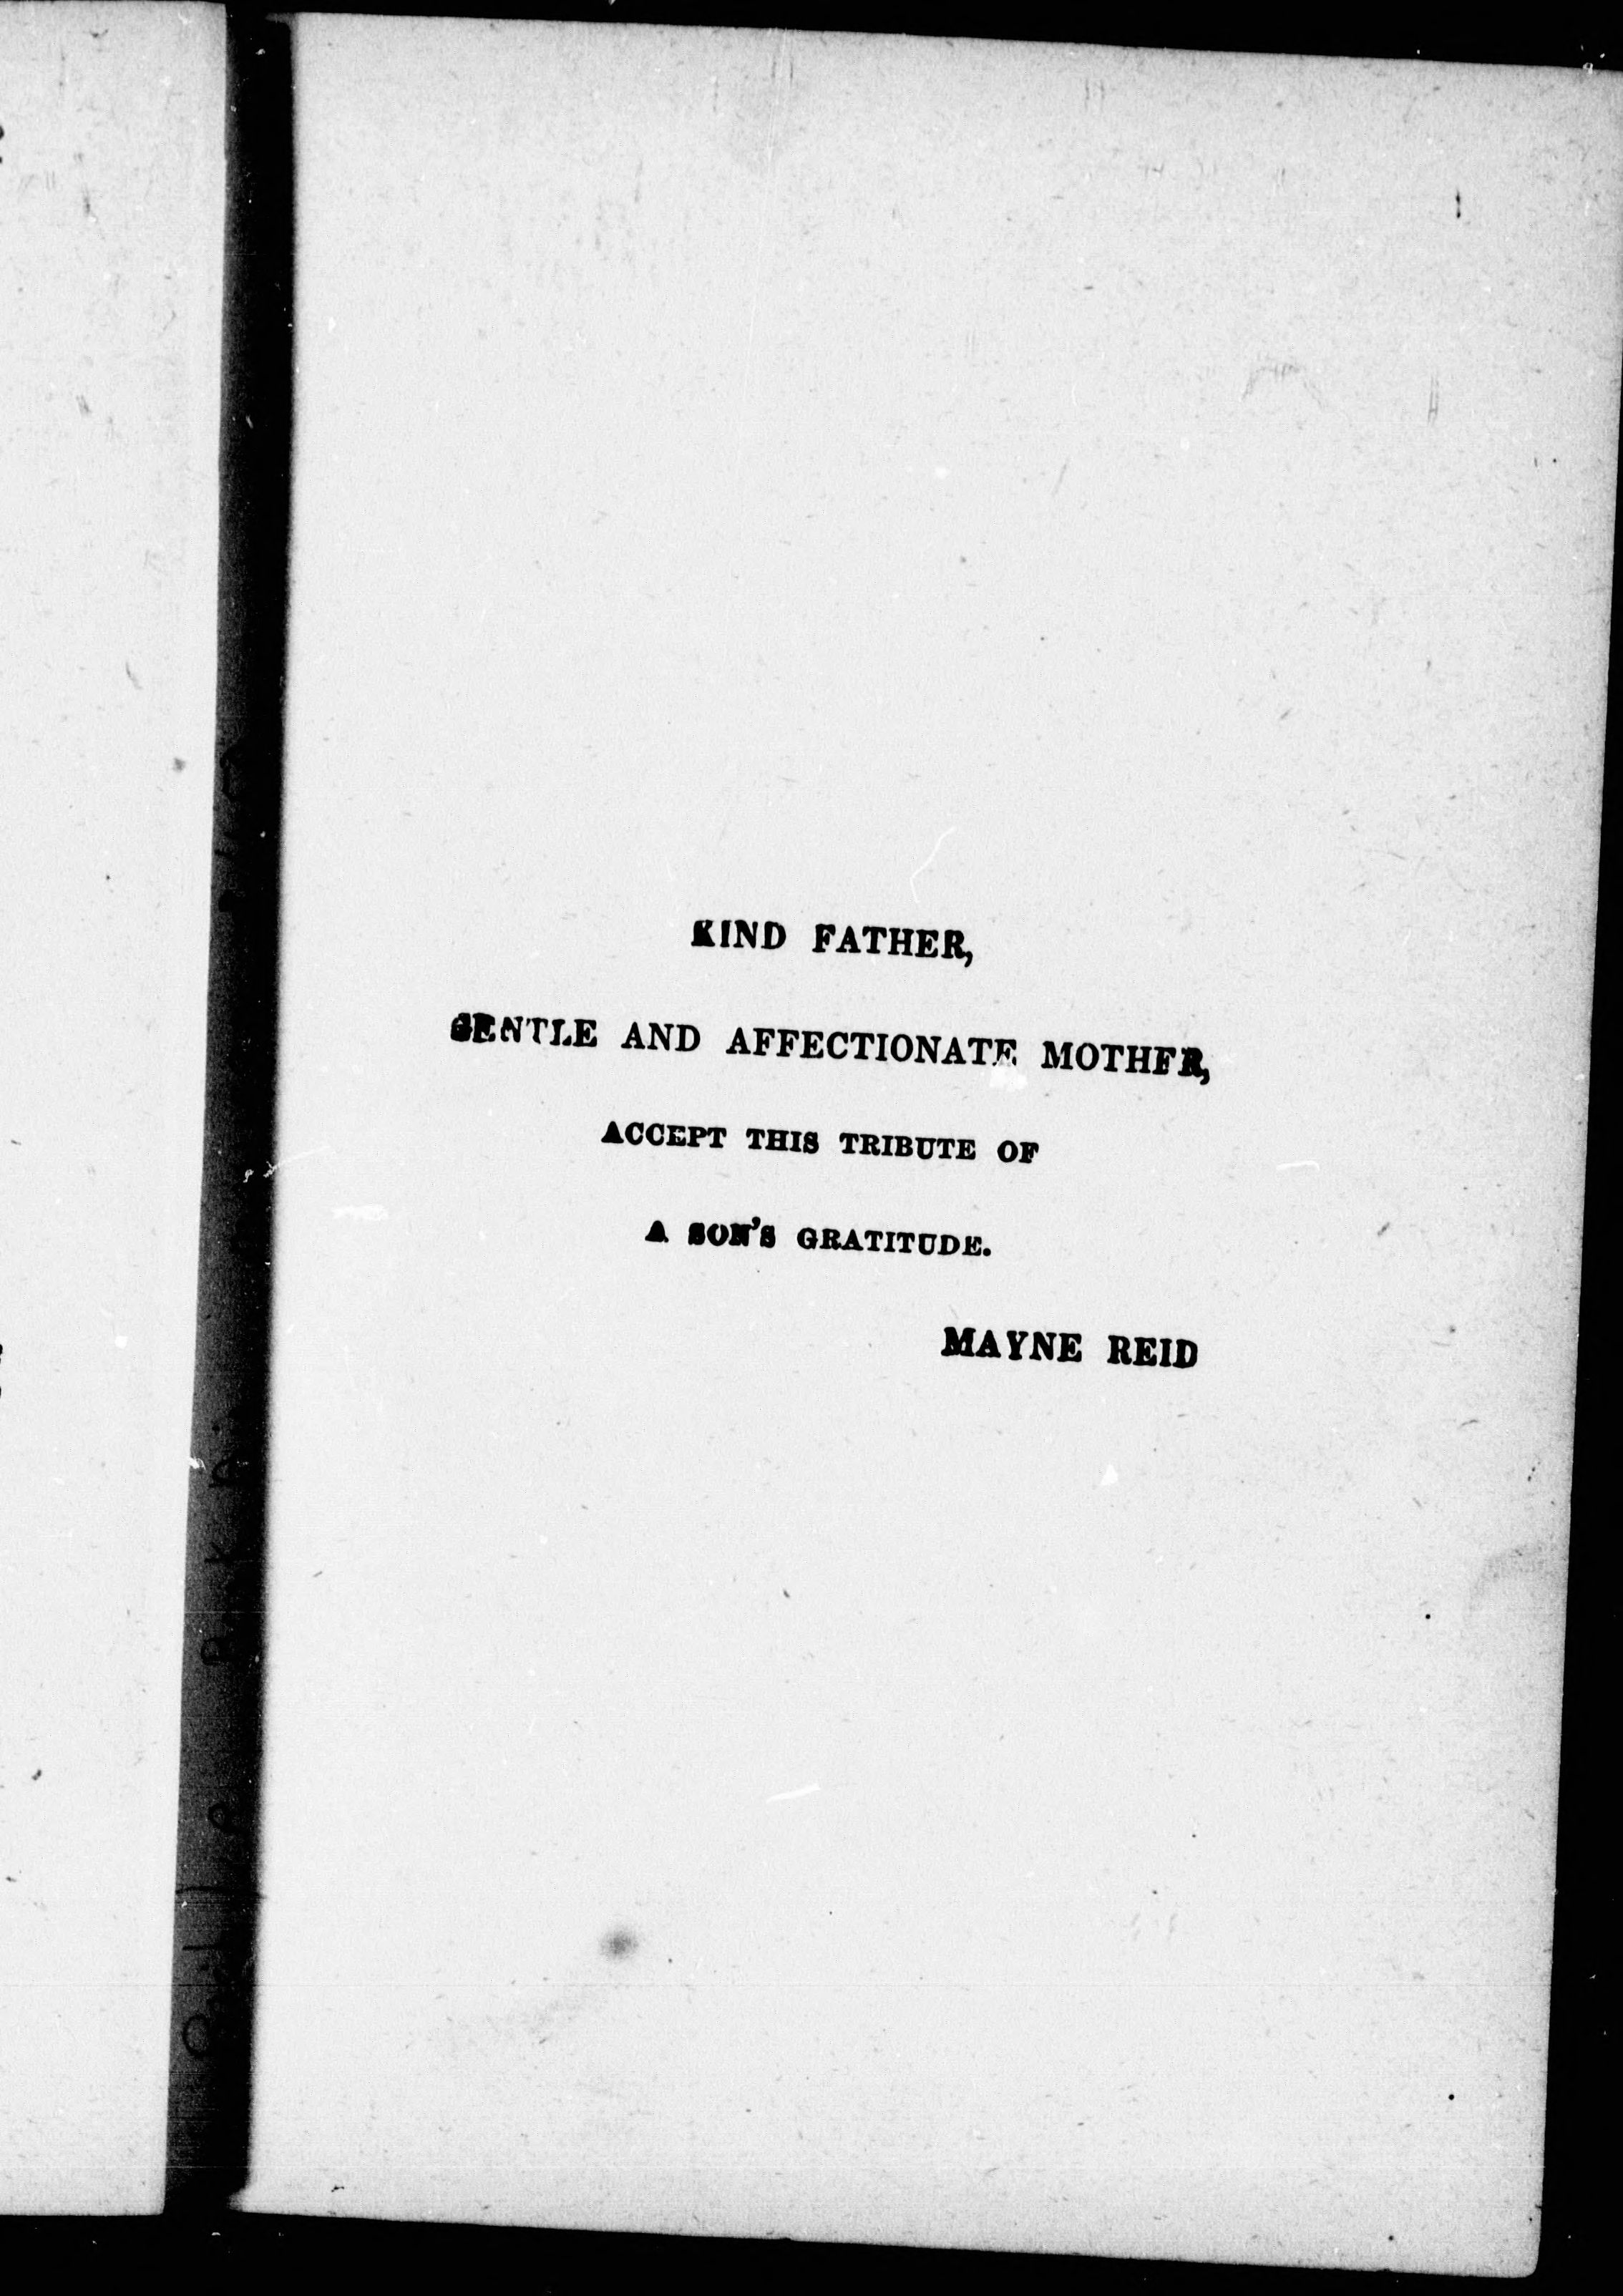 KIND FATHER,
GENTLE AND AFFECTIONATE MOTHER,
ACCEPT THIS TRIBUTE OF
A SON'S GRATITUDE.
MAYNE REID